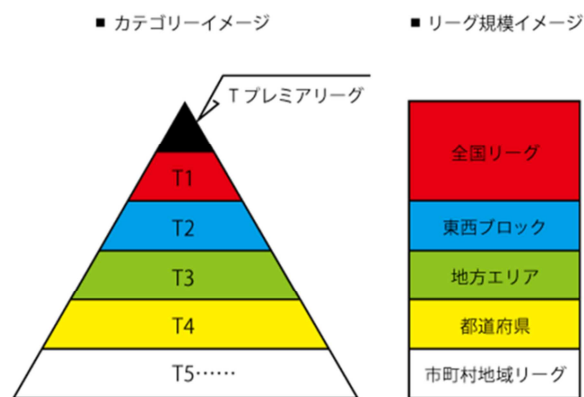 ■ カテゴリーイメージ
■ リーグ規模イメージ
T プレミアリーグ
T1
T2
T3
T4
T5……
全国リーグ
東西ブロック
地方エリア
都道府県
市町村地域リーグ